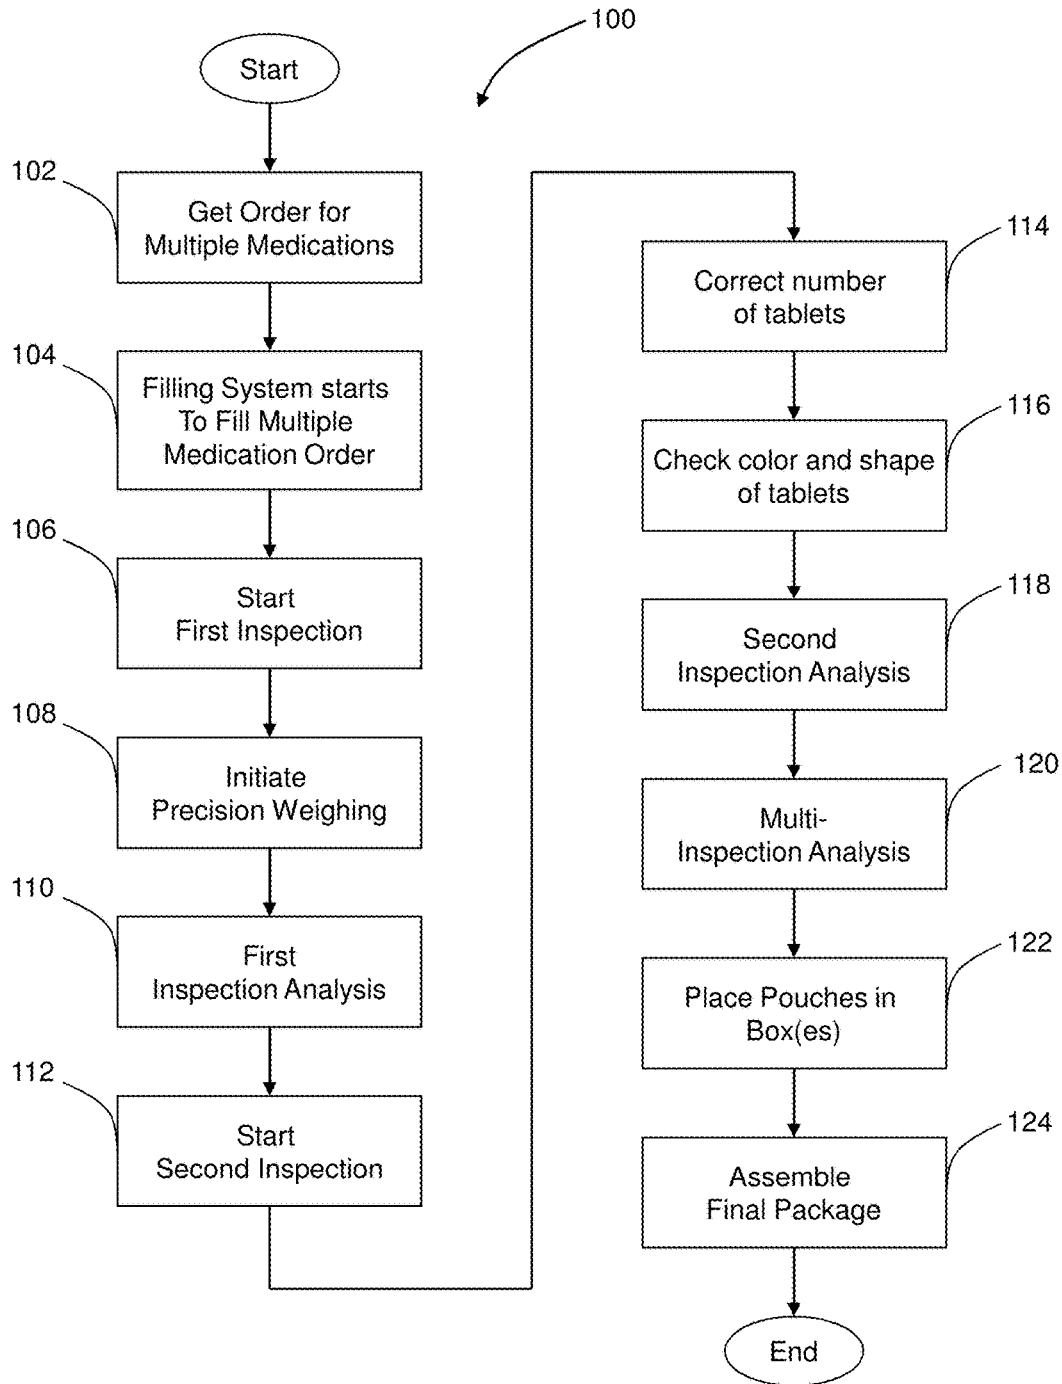 100
Start
102
Get Order for
Multiple Medications
104
Filling System starts
To Fill Multiple
Medication Order
106
Start
First Inspection
108
Initiate
Precision Weighing
110
First
Inspection Analysis
112
Start
Second Inspection
114
Correct number
of tablets
116
Check color and shape
of tablets
118
Second
Inspection Analysis
120
Multi-
Inspection Analysis
122
Place Pouches in
Box(es)
124
Assemble
Final Package
End